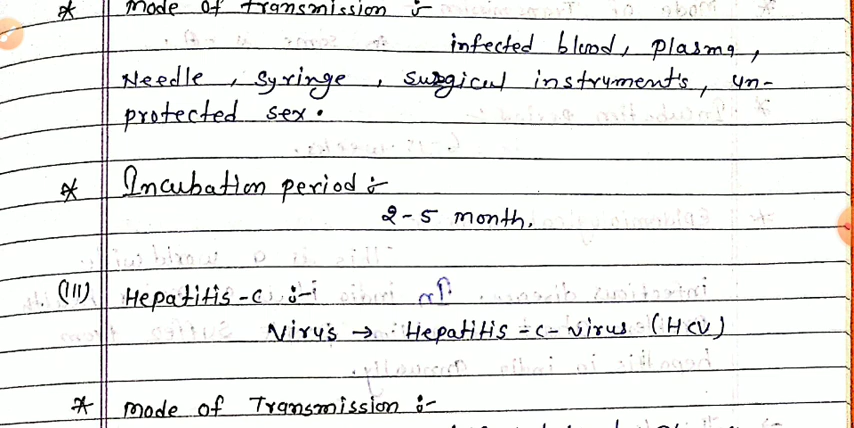 * Mode of transmission :-
infected blood, plasma,
Needle, Syringe, surgical instrument's, un-
protected sex.
* Incubation period :-
2-5 month.
(III) Hepatitis-c :-
Virus → Hepatitis-c-virus (HCV)
* Mode of Transmission :-